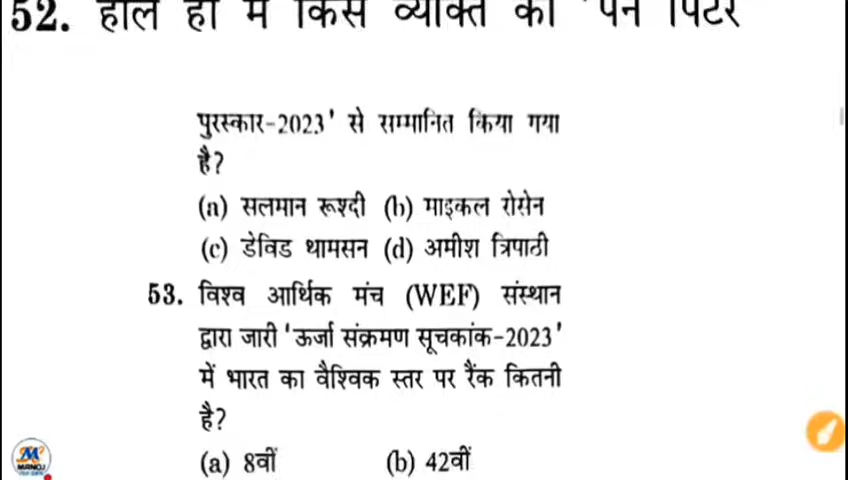 52. हाल ही में किस व्यक्ति को 'पेन पिंटर
पुरस्कार-2023' से सम्मानित किया गया
है?
(a) सलमान रूश्दी (b) माइकल रोसेन
(c) डेविड थामसन (d) अमीश त्रिपाठी
53. विश्व आर्थिक मंच (WEF) संस्थान
द्वारा जारी 'ऊर्जा संक्रमण सूचकांक-2023'
में भारत का वैश्विक स्तर पर रैंक कितनी
है?
(a) 8वीं (b) 42वीं
MANOJ